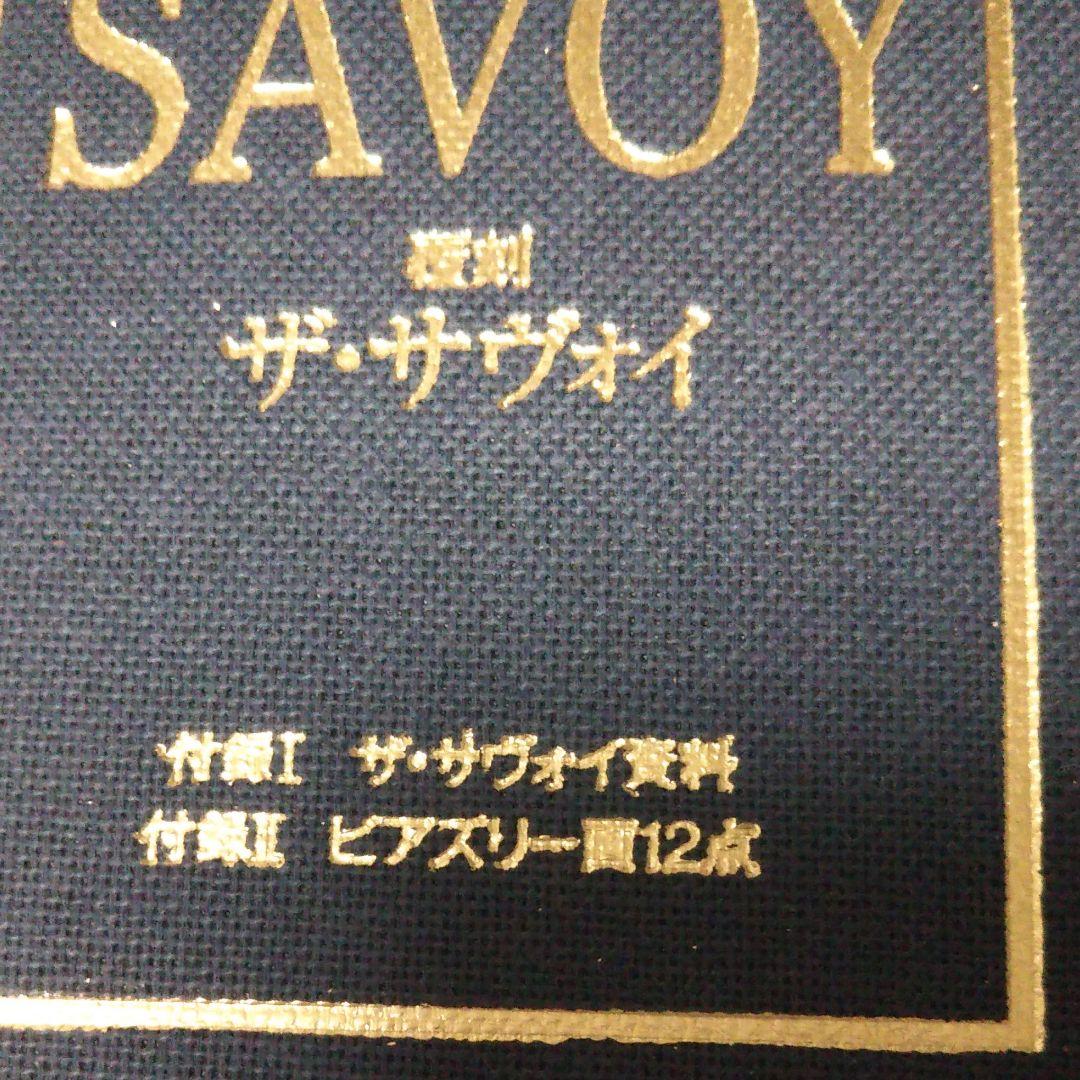 SAVOY
復刻
ザ・サヴォイ
付録Ⅰ ザ・サヴォイ資料
付録Ⅱ ビアズリー画12点